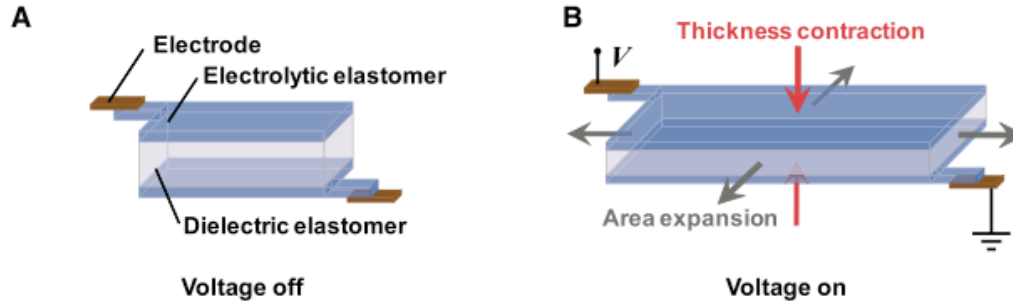 A
Electrode
Electrolytic elastomer
Dielectric elastomer
Voltage off
B
Thickness contraction
V
Area expansion
Voltage on